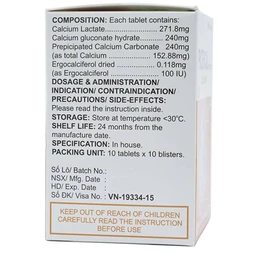 COMPOSITION: Each tablet contains:
Calcium Lactate 271.8mg
Calcium gluconate hydrate 240mg
Prepicipated Calcium Carbonate 240mg
(as total Calcium 152.88mg)
Ergocalciferol dried 0.118mg
(as Ergocalciferol 100 IU)
DOSAGE & ADMINISTRATION/
INDICATION/ CONTRAINDICATION/
PRECAUTIONS/ SIDE-EFFECTS:
Please read the instruction inside.
STORAGE: Store at temperature <30°C.
SHELF LIFE: 24 months from the
manufacture date.
SPECIFICATION: In house.
PACKING UNIT: 10 tablets x 10 blisters.
Số Lô/ Batch No.:
NSX/ Mfg. Date :
HD/ Exp. Date :
Số ĐK/ Visa No. : VN-19334-15
KEEP OUT OF REACH OF CHILDREN
CAREFULLY READ THE INSTRUCTION
BEFORE USE